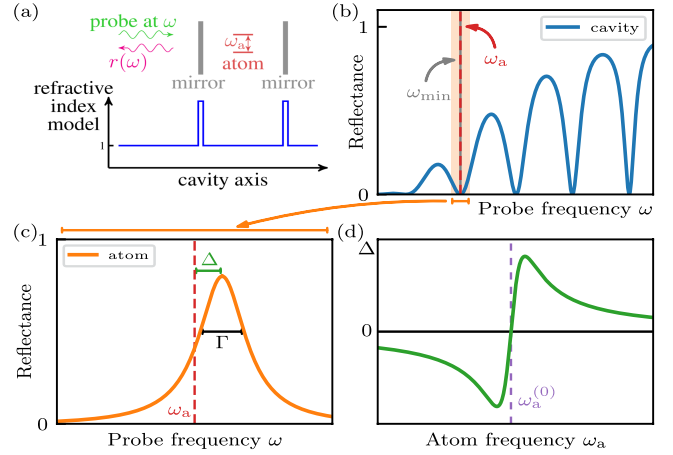 (a)
probe at ω
r(ω)
ωa
atom
mirror
mirror
refractive
index
model
1
cavity axis
(b)
1
0
Reflectance
cavity
ωa
ωmin
Probe frequency ω
(c)
1
0
Reflectance
atom
Δ
Γ
ωa
Probe frequency ω
(d)
Δ
0
ωa(0)
Atom frequency ωa